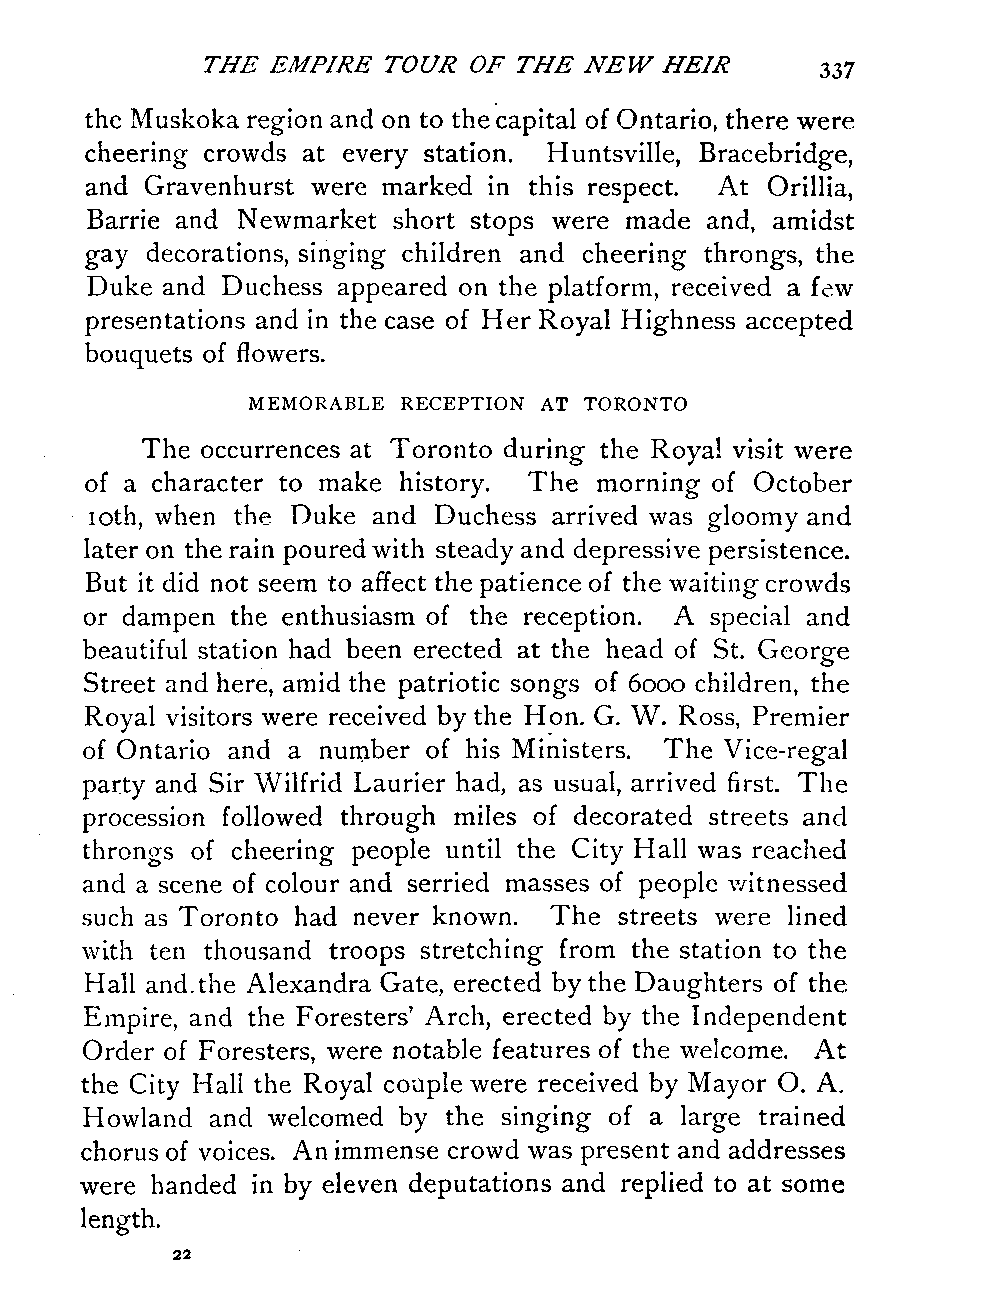 THE EMPIRE TOUR OF THE NEW HEIR 337
the Muskoka region and on to the capital of Ontario, there were
cheering crowds at every station. Huntsville, Bracebridge,
and Gravenhurst were marked in this respect. At Orillia,
Barrie and Newmarket short stops were made and, amidst
gay decorations, singing children and cheering throngs, the
Duke and Duchess appeared on the platform, received a few
presentations and in the case of Her Royal Highness accepted
bouquets of flowers.
MEMORABLE RECEPTION AT TORONTO
The occurrences at Toronto during the Royal visit were
of a character to make history. The morning of October
10th, when the Duke and Duchess arrived was gloomy and
later on the rain poured with steady and depressive persistence.
But it did not seem to affect the patience of the waiting crowds
or dampen the enthusiasm of the reception. A special and
beautiful station had been erected at the head of St. George
Street and here, amid the patriotic songs of 6000 children, the
Royal visitors were received by the Hon. G. W. Ross, Premier
of Ontario and a number of his Ministers. The Vice-regal
party and Sir Wilfrid Laurier had, as usual, arrived first. The
procession followed through miles of decorated streets and
throngs of cheering people until the City Hall was reached
and a scene of colour and serried masses of people witnessed
such as Toronto had never known. The streets were lined
with ten thousand troops stretching from the station to the
Hall and the Alexandra Gate, erected by the Daughters of the
Empire, and the Foresters' Arch, erected by the Independent
Order of Foresters, were notable features of the welcome. At
the City Hall the Royal couple were received by Mayor O. A.
Howland and welcomed by the singing of a large trained
chorus of voices. An immense crowd was present and addresses
were handed in by eleven deputations and replied to at some
length.
22